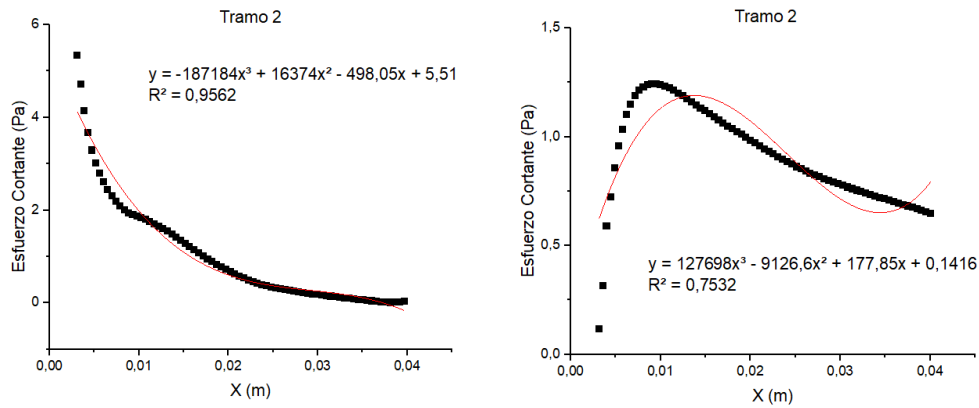 Tramo 2
y = -187184x³ + 16374x² - 498,05x + 5,51
R² = 0,9562
Esfuerzo Cortante (Pa)
6
4
2
0
0,00 0,01 0,02 0,03 0,04
X (m)
Tramo 2
Esfuerzo Cortante (Pa)
1,5
1,0
0,5
0,0
y = 127698x³ - 9126,6x² + 177,85x + 0,1416
R² = 0,7532
0,00 0,01 0,02 0,03 0,04
X (m)